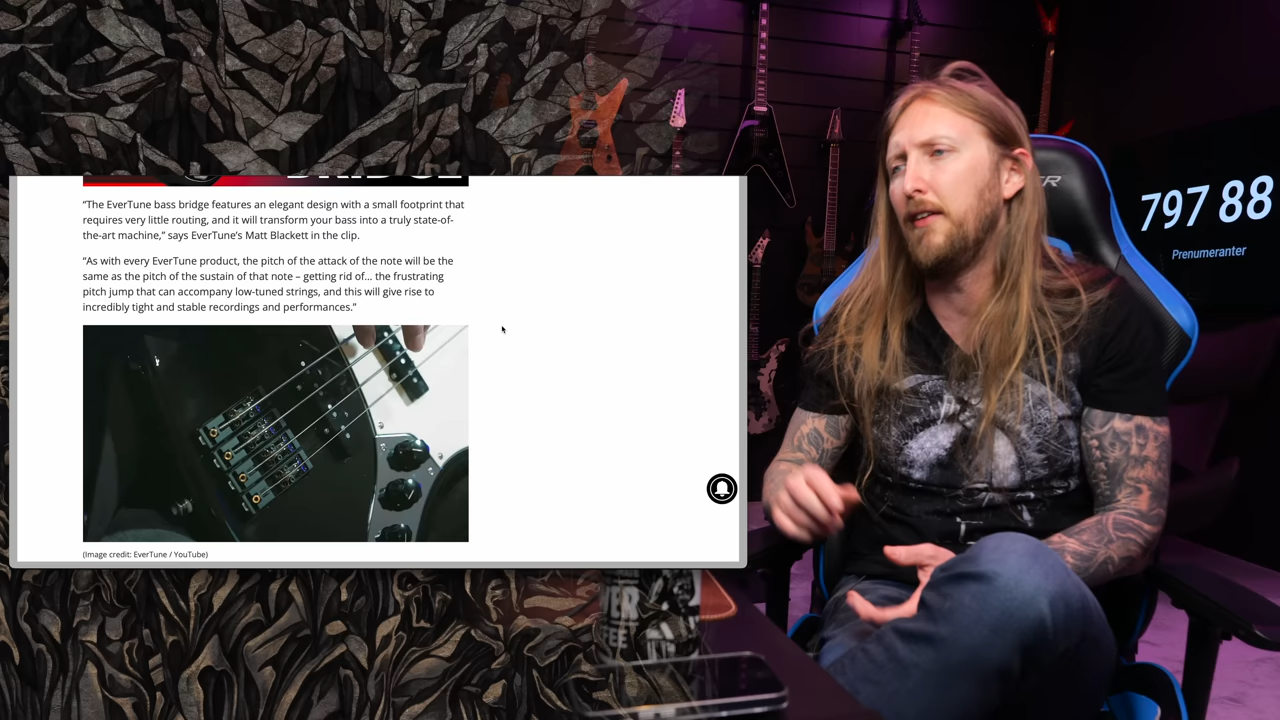 BRIDGE
“The EverTune bass bridge features an elegant design with a small footprint that
requires very little routing, and it will transform your bass into a truly state-of-
the-art machine,” says EverTune’s Matt Blackett in the clip.
“As with every EverTune product, the pitch of the attack of the note will be the
same as the pitch of the sustain of that note – getting rid of… the frustrating
pitch jump that can accompany low-tuned strings, and this will give rise to
incredibly tight and stable recordings and performances.”
(Image credit: EverTune / YouTube)
797 88
Prenumeranter